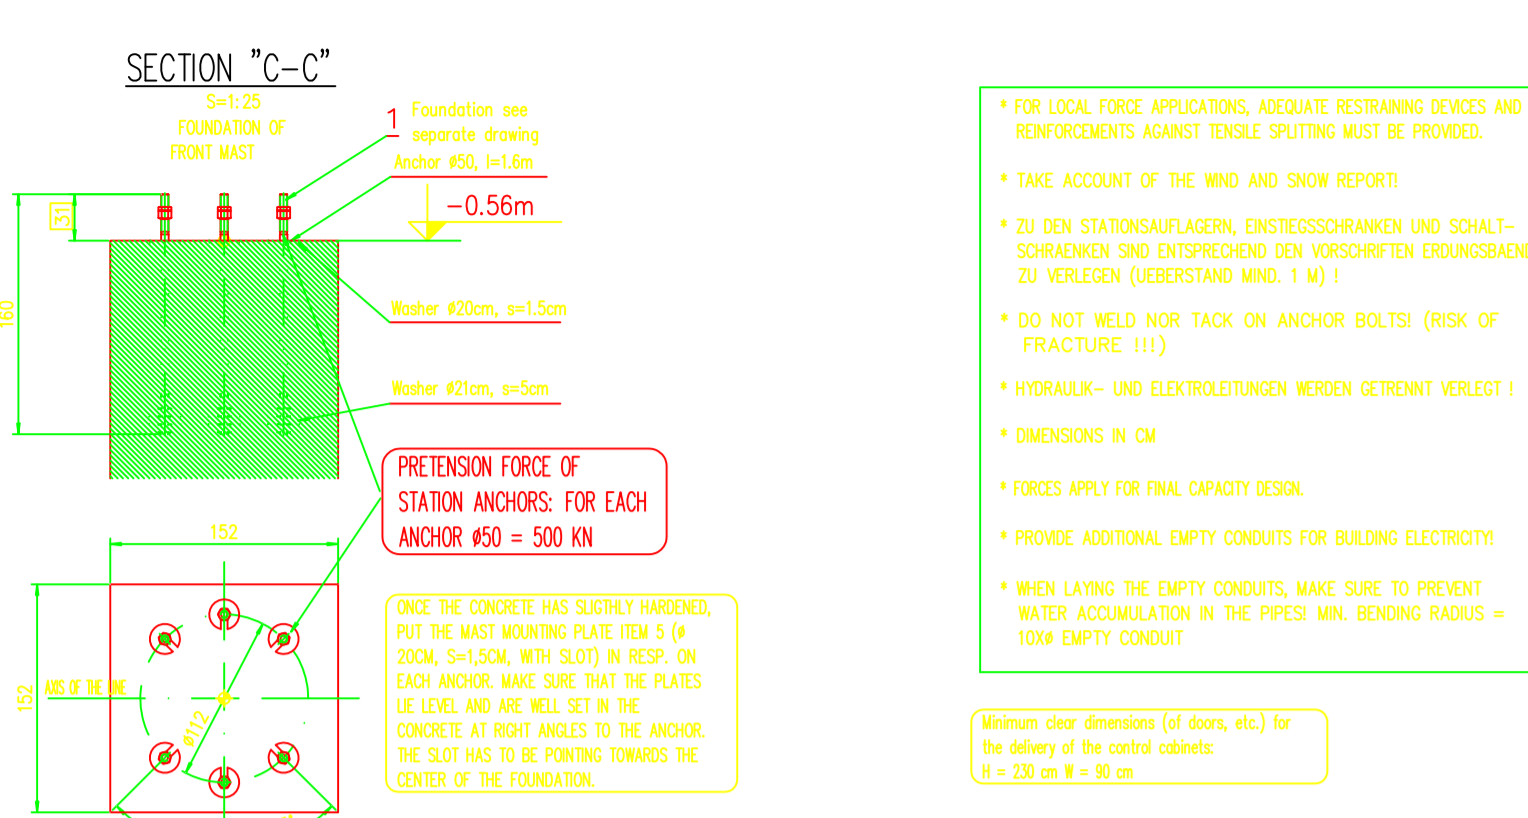 SECTION "C-C"
S=1:25
FOUNDATION OF
FRONT MAST
1
Foundation see
separate drawing
Anchor ø50, l=1.6m
-0.56m
31
160
Washer ø20cm, s=1.5cm
Washer ø21cm, s=5cm
PRETENSION FORCE OF
STATION ANCHORS: FOR EACH
ANCHOR ø50 = 500 KN
152
152
AXIS OF THE LINE
ø112
ONCE THE CONCRETE HAS SLIGTHLY HARDENED,
PUT THE MAST MOUNTING PLATE ITEM 5 (ø
20CM, S=1,5CM, WITH SLOT) IN RESP. ON
EACH ANCHOR. MAKE SURE THAT THE PLATES
LIE LEVEL AND ARE WELL SET IN THE
CONCRETE AT RIGHT ANGLES TO THE ANCHOR.
THE SLOT HAS TO BE POINTING TOWARDS THE
CENTER OF THE FOUNDATION.
* FOR LOCAL FORCE APPLICATIONS, ADEQUATE RESTRAINING DEVICES AND
REINFORCEMENTS AGAINST TENSILE SPLITTING MUST BE PROVIDED.
* TAKE ACCOUNT OF THE WIND AND SNOW REPORT!
* ZU DEN STATIONSAUFLAGERN, EINSTIEGSSCHRANKEN UND SCHALT-
SCHRAENKEN SIND ENTSPRECHEND DEN VORSCHRIFTEN ERDUNGSBAEN
ZU VERLEGEN (UEBERSTAND MIND. 1 M) !
* DO NOT WELD NOR TACK ON ANCHOR BOLTS! (RISK OF
FRACTURE !!!)
* HYDRAULIK- UND ELEKTROLEITUNGEN WERDEN GETRENNT VERLEGT !
* DIMENSIONS IN CM
* FORCES APPLY FOR FINAL CAPACITY DESIGN.
* PROVIDE ADDITIONAL EMPTY CONDUITS FOR BUILDING ELECTRICITY!
* WHEN LAYING THE EMPTY CONDUITS, MAKE SURE TO PREVENT
WATER ACCUMULATION IN THE PIPES! MIN. BENDING RADIUS =
10Xø EMPTY CONDUIT
Minimum clear dimensions (of doors, etc.) for
the delivery of the control cabinets:
H = 230 cm W = 90 cm